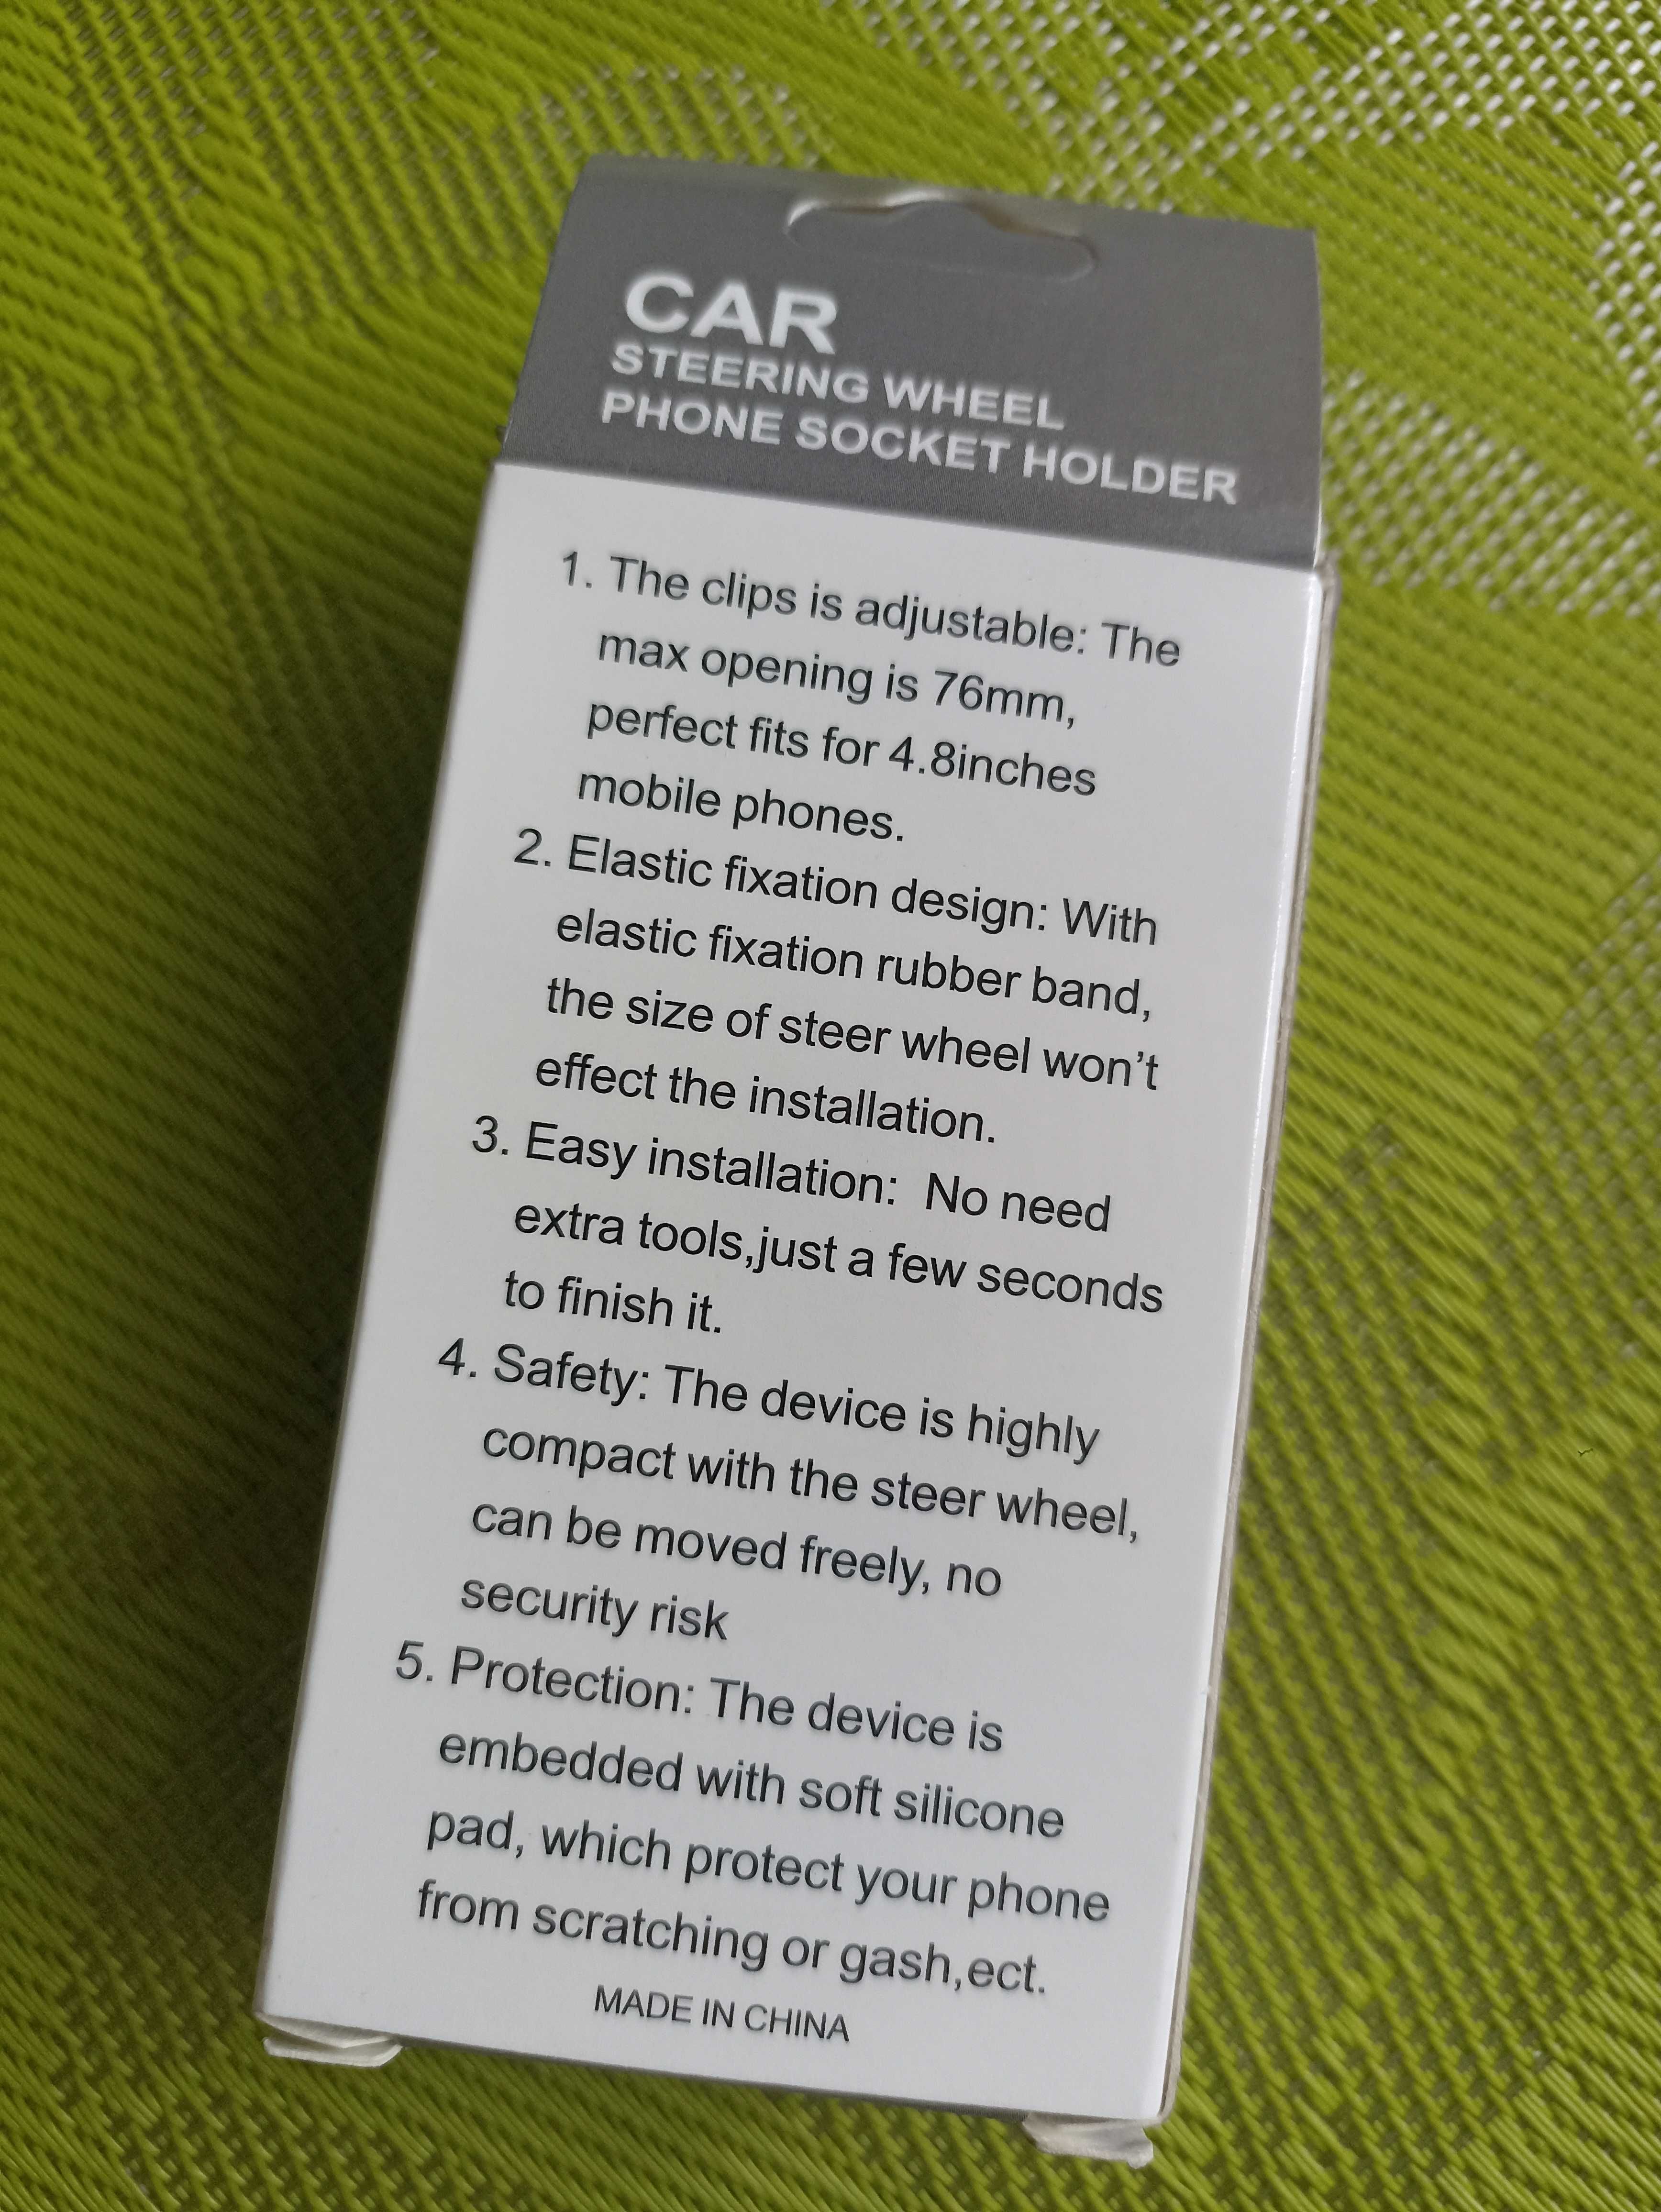 CAR
STEERING WHEEL
PHONE SOCKET HOLDER
1. The clips is adjustable: The
max opening is 76mm,
perfect fits for 4.8inches
mobile phones.
2. Elastic fixation design: With
elastic fixation rubber band,
the size of steer wheel won't
effect the installation.
3. Easy installation:  No need
extra tools,just a few seconds
to finish it.
4. Safety: The device is highly
compact with the steer wheel,
can be moved freely, no
security risk
5. Protection: The device is
embedded with soft silicone
pad, which protect your phone
from scratching or gash,ect.
MADE IN CHINA